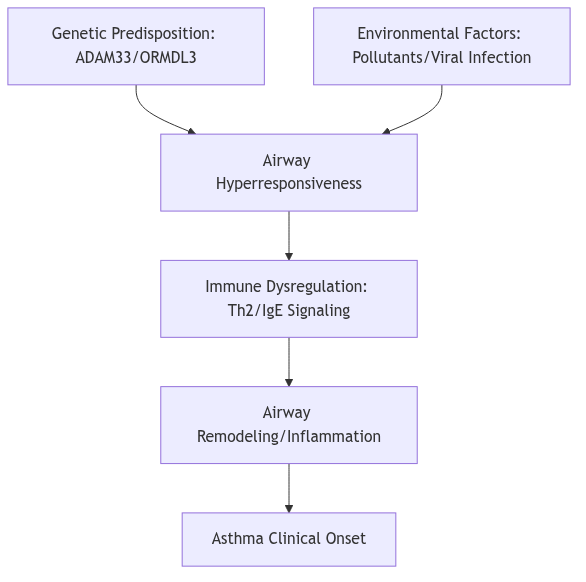 Genetic Predisposition:
ADAM33/ORMDL3
Environmental Factors:
Pollutants/Viral Infection
Airway
Hyperresponsiveness
Immune Dysregulation:
Th2/IgE Signaling
Airway
Remodeling/Inflammation
Asthma Clinical Onset